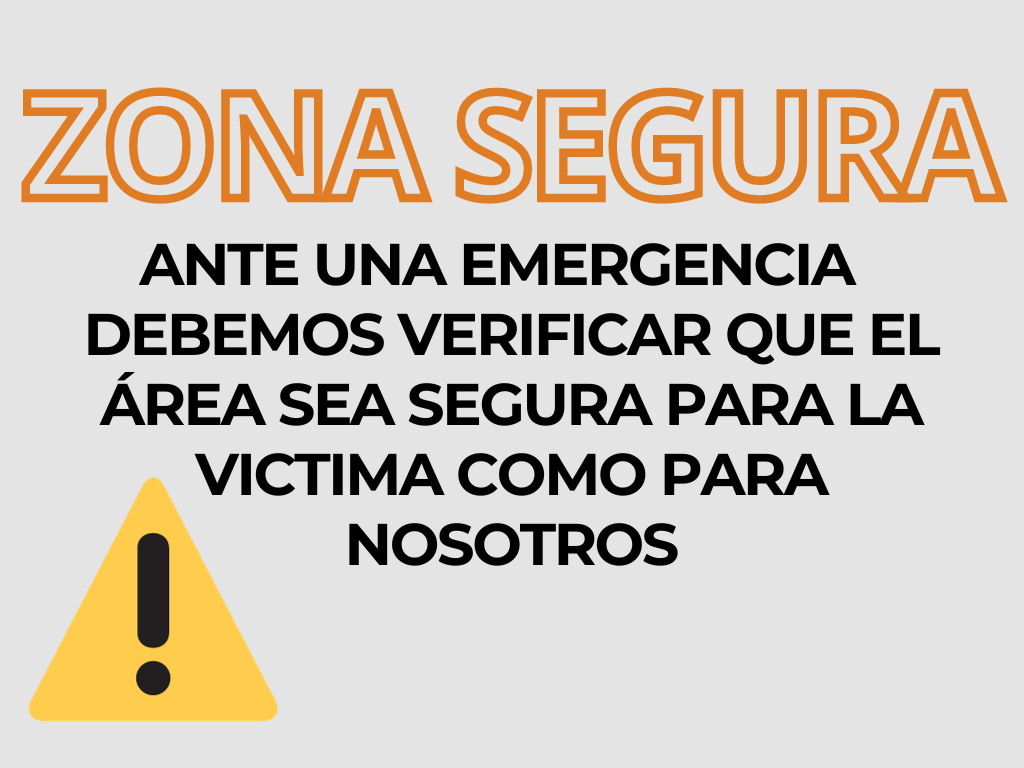 ZONA SEGURA
ANTE UNA EMERGENCIA
DEBEMOS VERIFICAR QUE EL
ÁREA SEA SEGURA PARA LA
VICTIMA COMO PARA
NOSOTROS